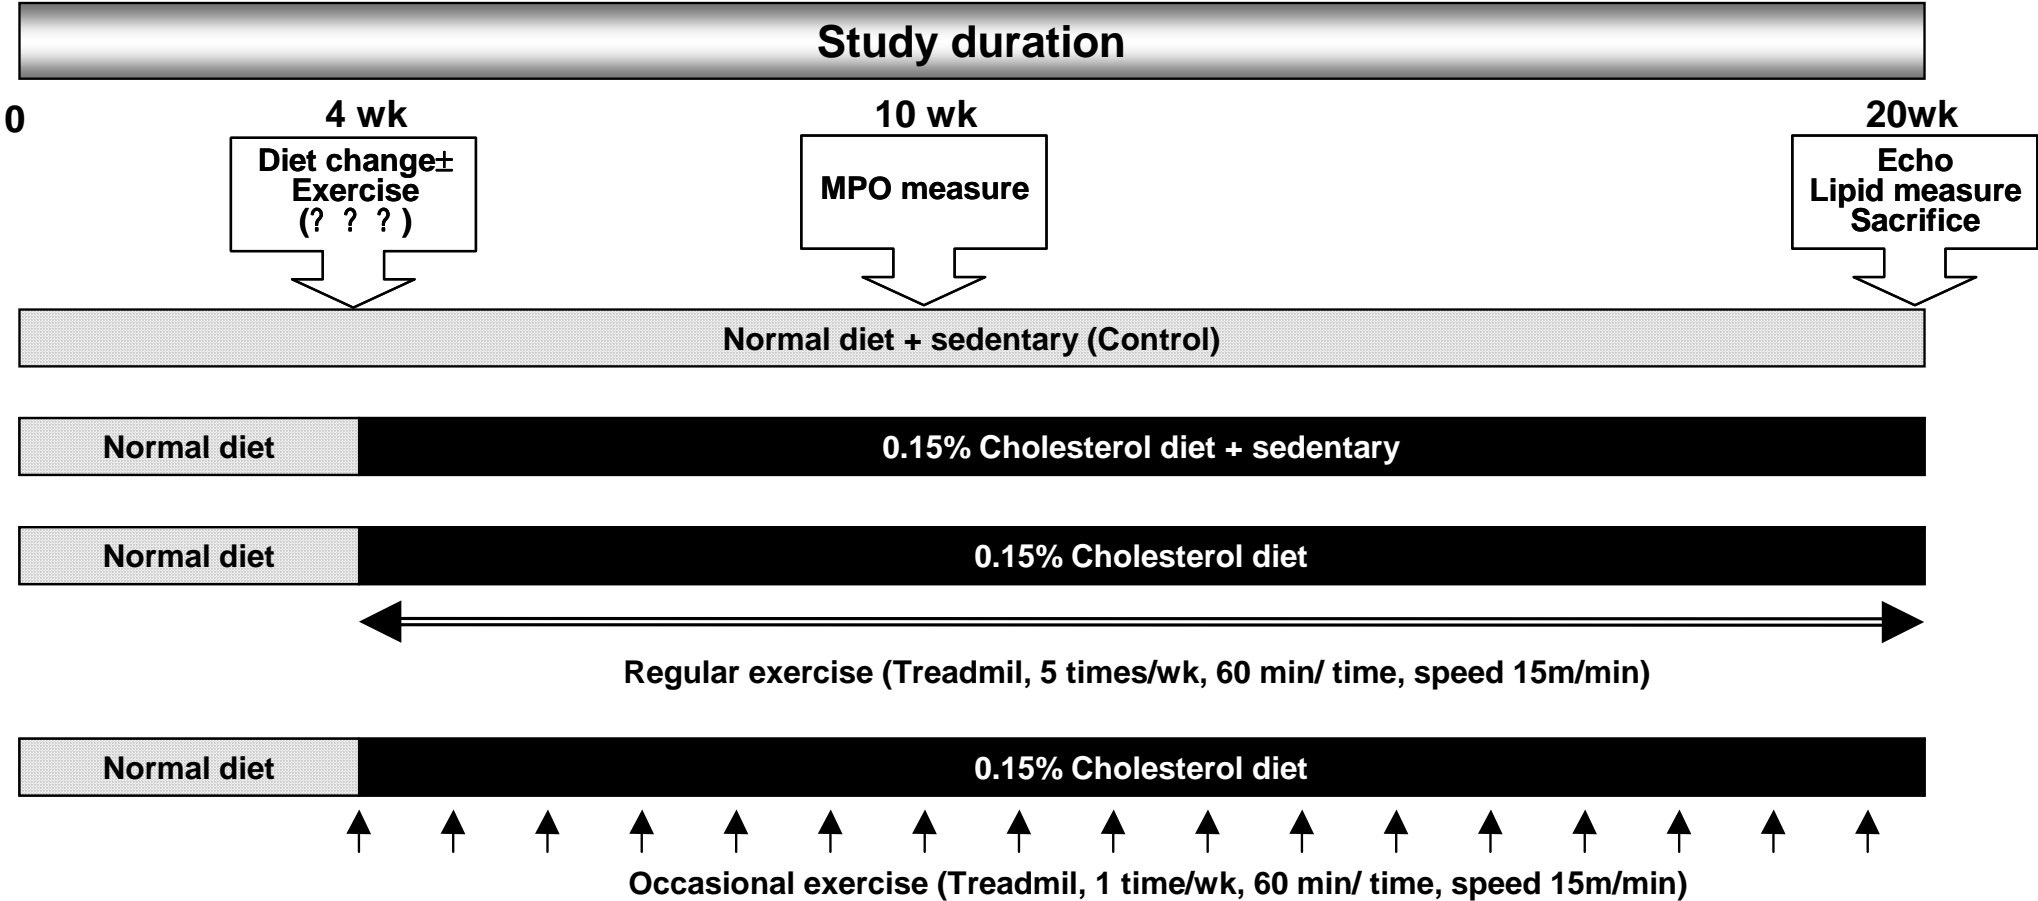 Study duration
0
4 wk
10 wk
20wk
Diet change±
Exercise
(? ? ?)
MPO measure
Echo
Lipid measure
Sacrifice
Normal diet + sedentary (Control)
Normal diet
0.15% Cholesterol diet + sedentary
Normal diet
0.15% Cholesterol diet
Regular exercise (Treadmil, 5 times/wk, 60 min/ time, speed 15m/min)
Normal diet
0.15% Cholesterol diet
Occasional exercise (Treadmil, 1 time/wk, 60 min/ time, speed 15m/min)